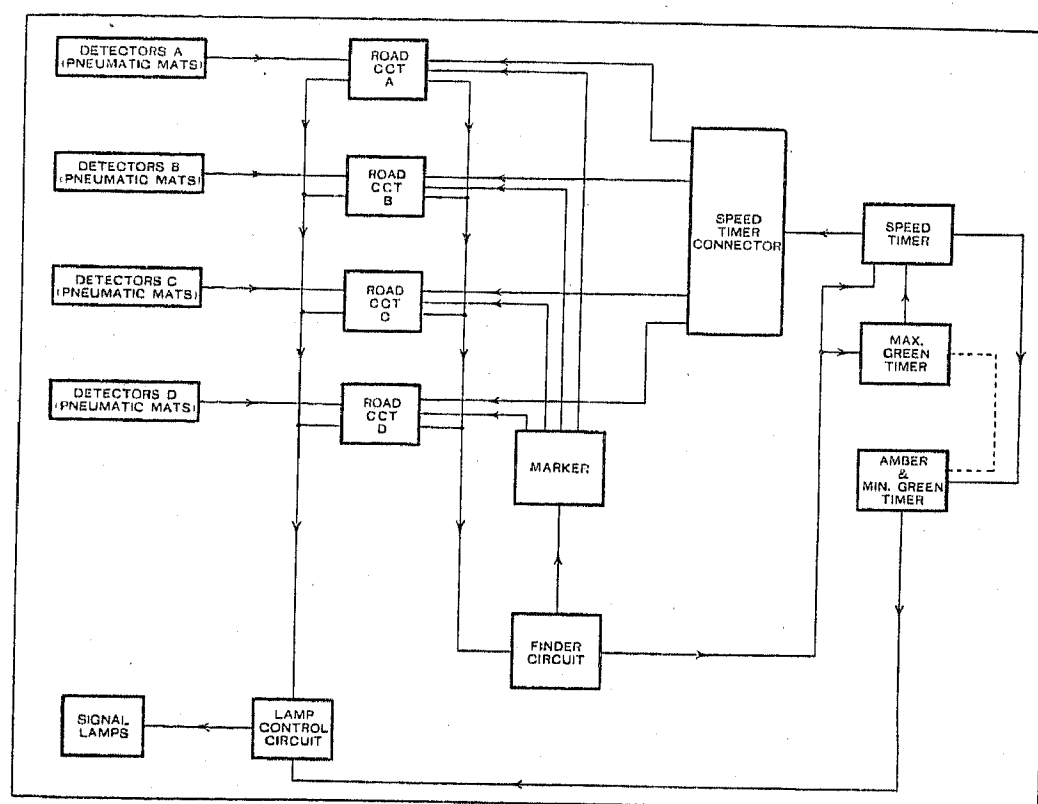 DETECTORS A
(PNEUMATIC MATS)
ROAD
CCT
A
DETECTORS B
(PNEUMATIC MATS)
ROAD
CCT
B
SPEED
TIMER
CONNECTOR
SPEED
TIMER
DETECTORS C
(PNEUMATIC MATS)
ROAD
CCT
C
MAX.
GREEN
TIMER
DETECTORS D
(PNEUMATIC MATS)
ROAD
CCT
D
MARKER
AMBER
&
MIN. GREEN
TIMER
FINDER
CIRCUIT
SIGNAL
LAMPS
LAMP
CONTROL
CIRCUIT